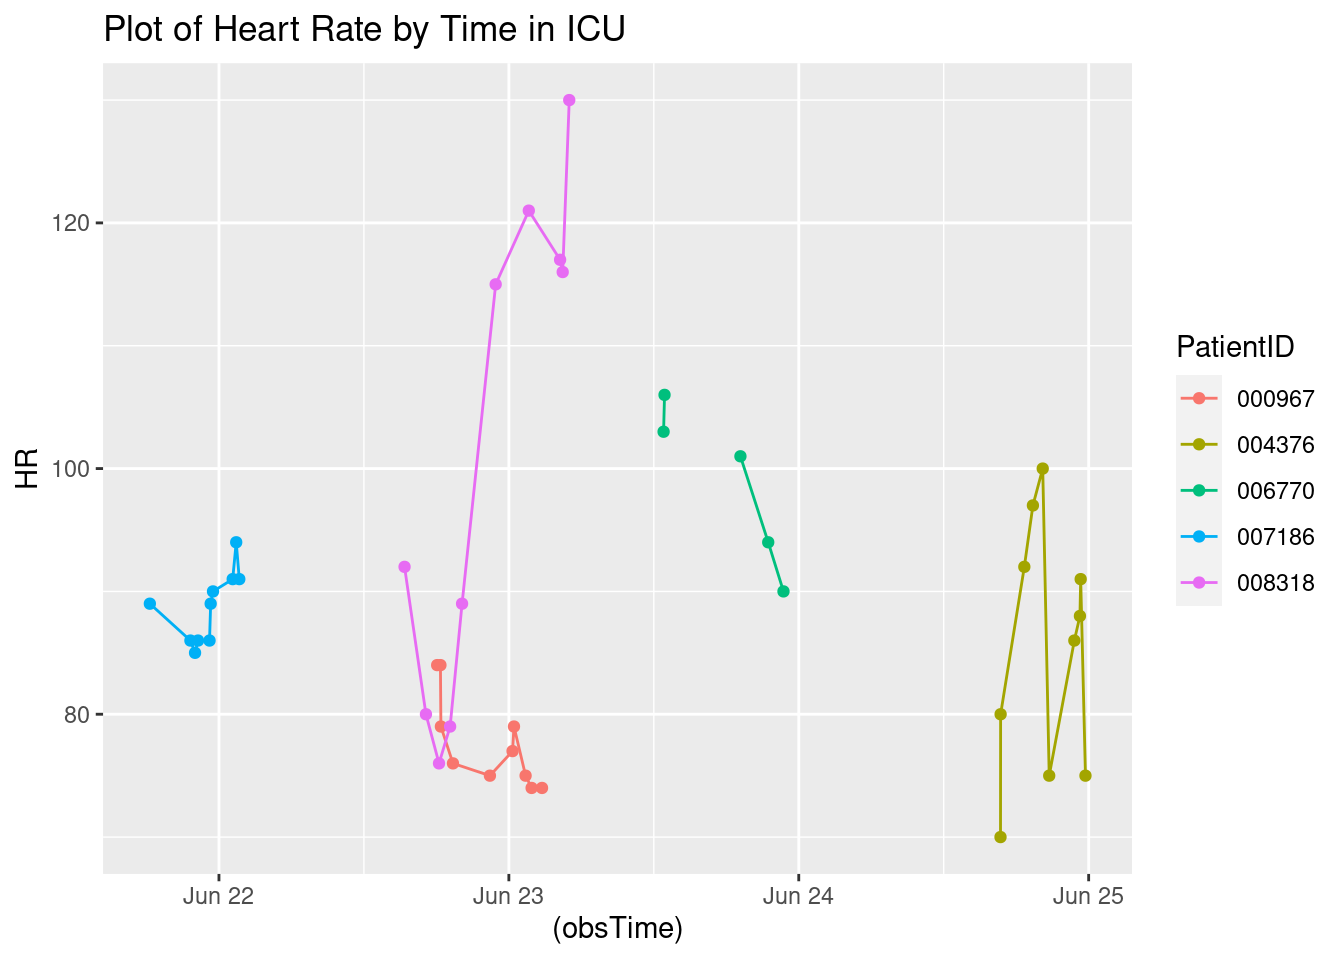 Plot of Heart Rate by Time in ICU
120
100
80
HR
Jun 22
Jun 23
Jun 24
Jun 25
(obsTime)
PatientID
000967
004376
006770
007186
008318